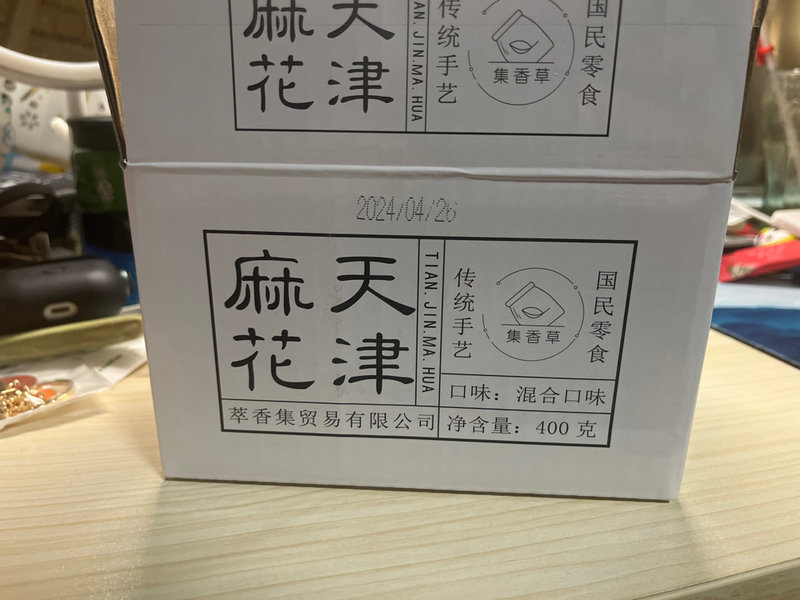 天津
麻花
TIAN.JIN.MA.HUA
传统手艺
集香草
国民零食
2024/04/26
天津
麻花
TIAN.JIN.MA.HUA
传统手艺
集香草
国民零食
口味：混合口味
萃香集贸易有限公司
净含量：400 克